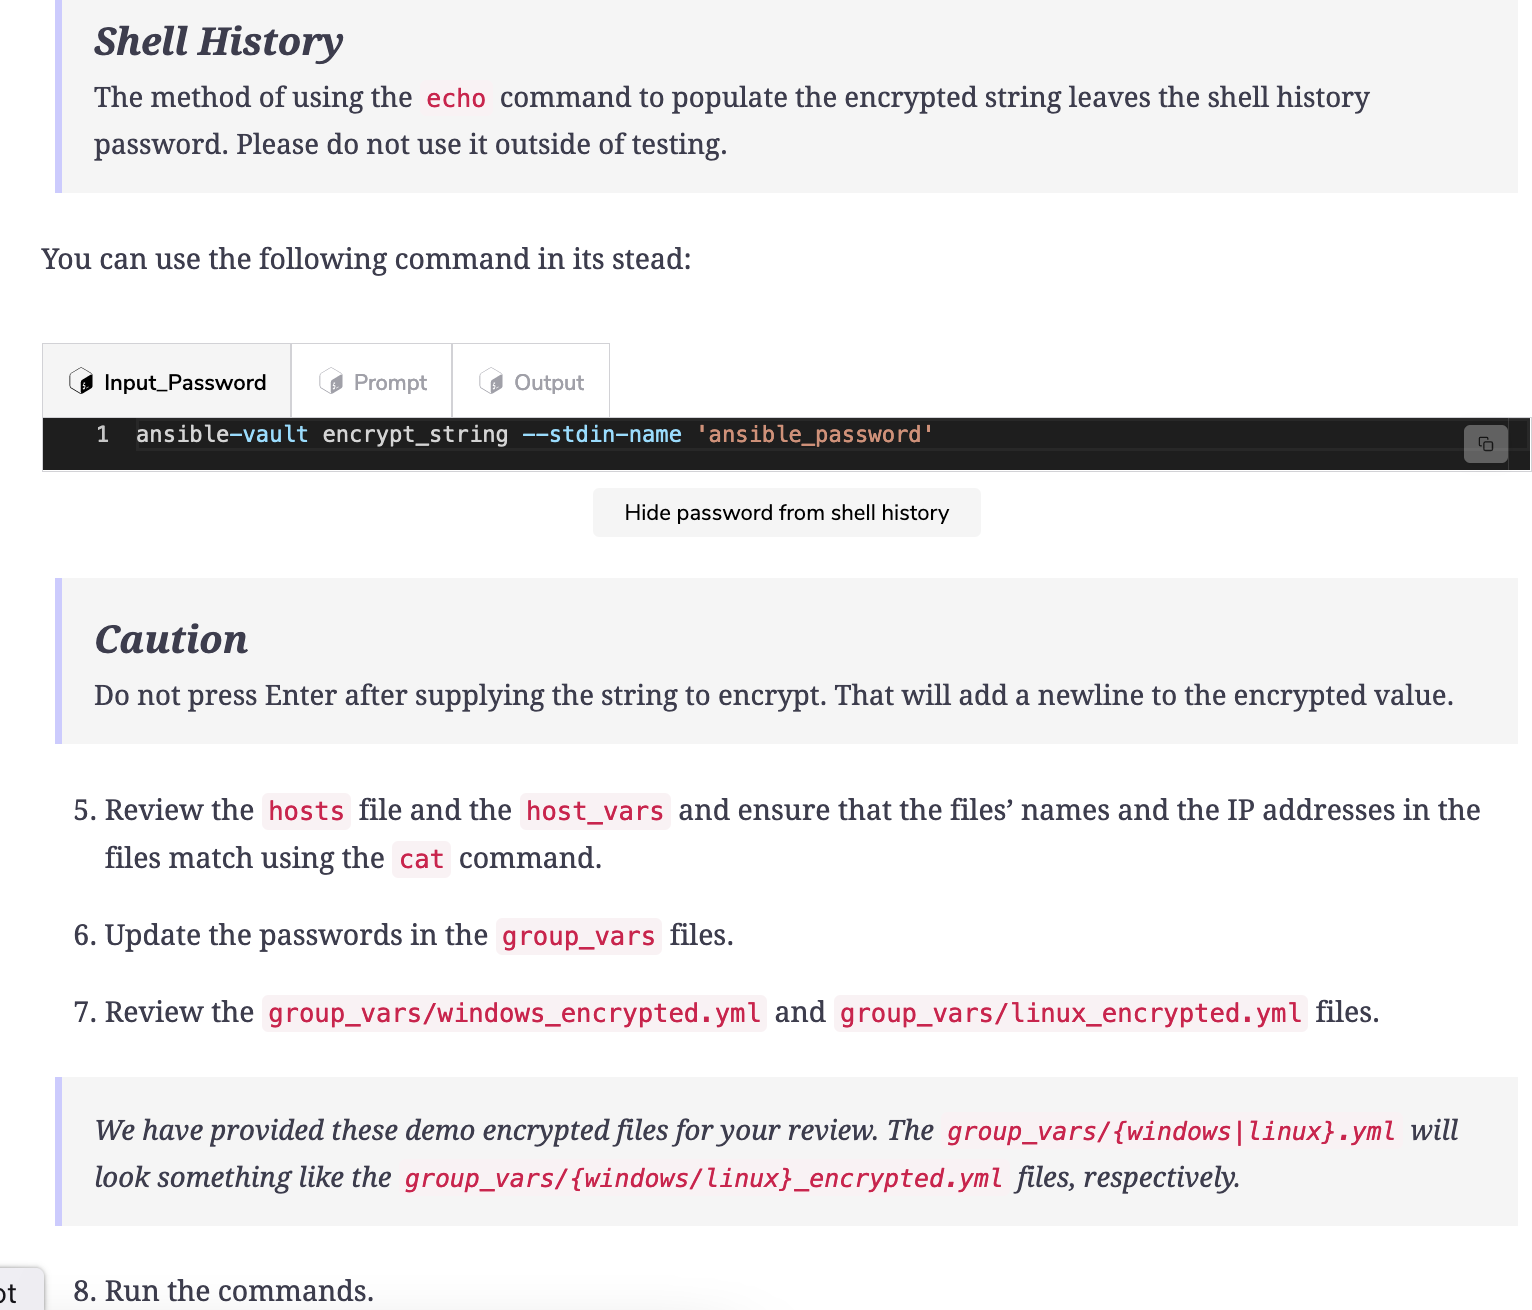 Shell History
The method of using the echo command to populate the encrypted string leaves the shell history
password. Please do not use it outside of testing.
You can use the following command in its stead:
Input_Password
Prompt
Output
1 ansible-vault encrypt_string --stdin-name 'ansible_password'
Hide password from shell history
Caution
Do not press Enter after supplying the string to encrypt. That will add a newline to the encrypted value.
5. Review the hosts file and the host_vars and ensure that the files’ names and the IP addresses in the
files match using the cat command.
6. Update the passwords in the group_vars files.
7. Review the group_vars/windows_encrypted.yml and group_vars/linux_encrypted.yml files.
We have provided these demo encrypted files for your review. The group_vars/{windows|linux}.yml will
look something like the group_vars/{windows/linux}_encrypted.yml files, respectively.
8. Run the commands.